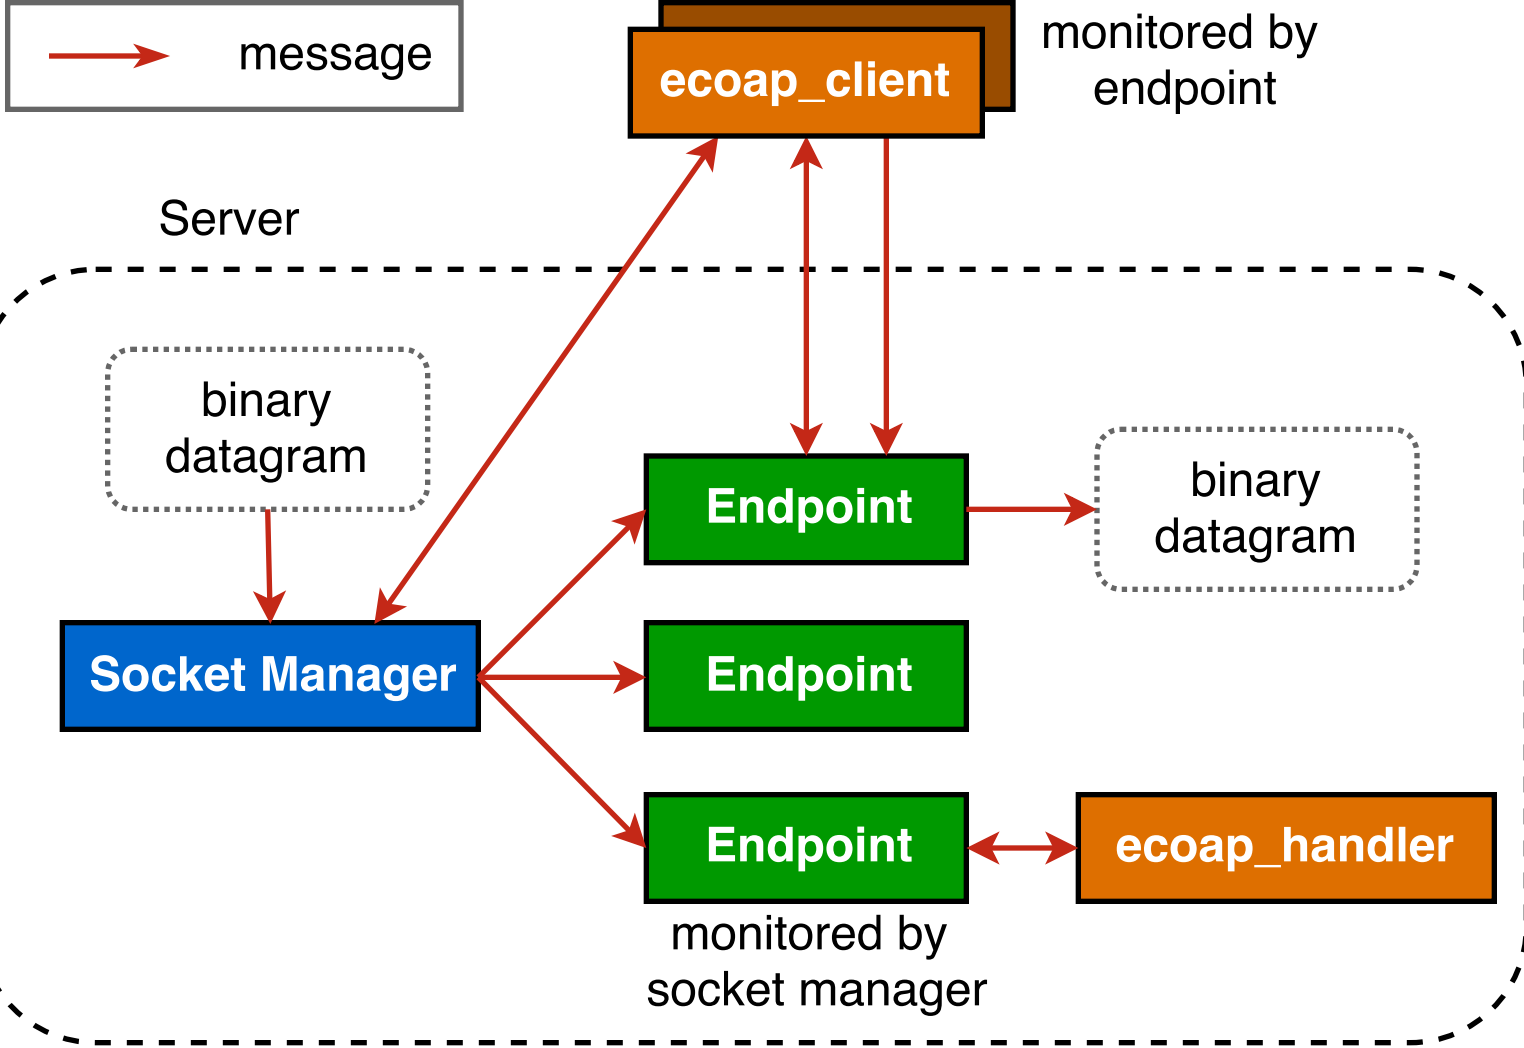 message
ecoap_client
monitored by
endpoint
Server
binary
datagram
Endpoint
binary
datagram
Socket Manager
Endpoint
Endpoint
ecoap_handler
monitored by
socket manager